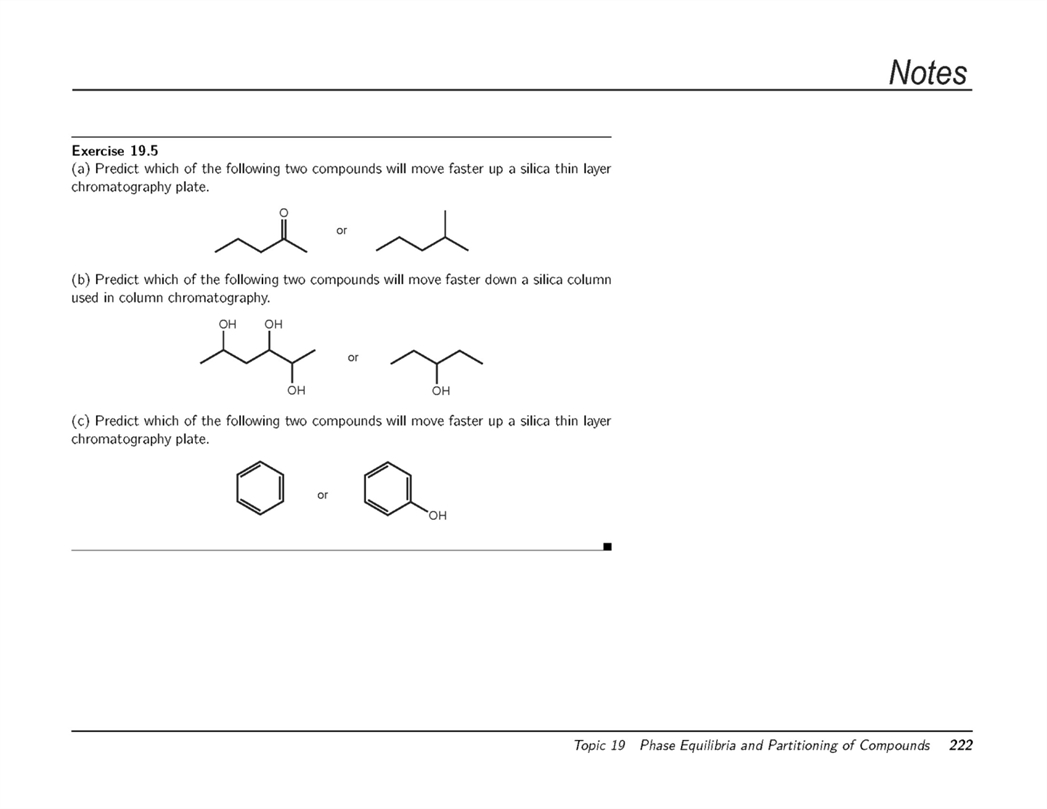 Notes
Exercise 19.5
(a) Predict which of the following two compounds will move faster up a silica thin layer
chromatography plate.
O
or
(b) Predict which of the following two compounds will move faster down a silica column
used in column chromatography.
OH OH
or
OH OH
(c) Predict which of the following two compounds will move faster up a silica thin layer
chromatography plate.
or
OH
Topic 19 Phase Equilibria and Partitioning of Compounds 222